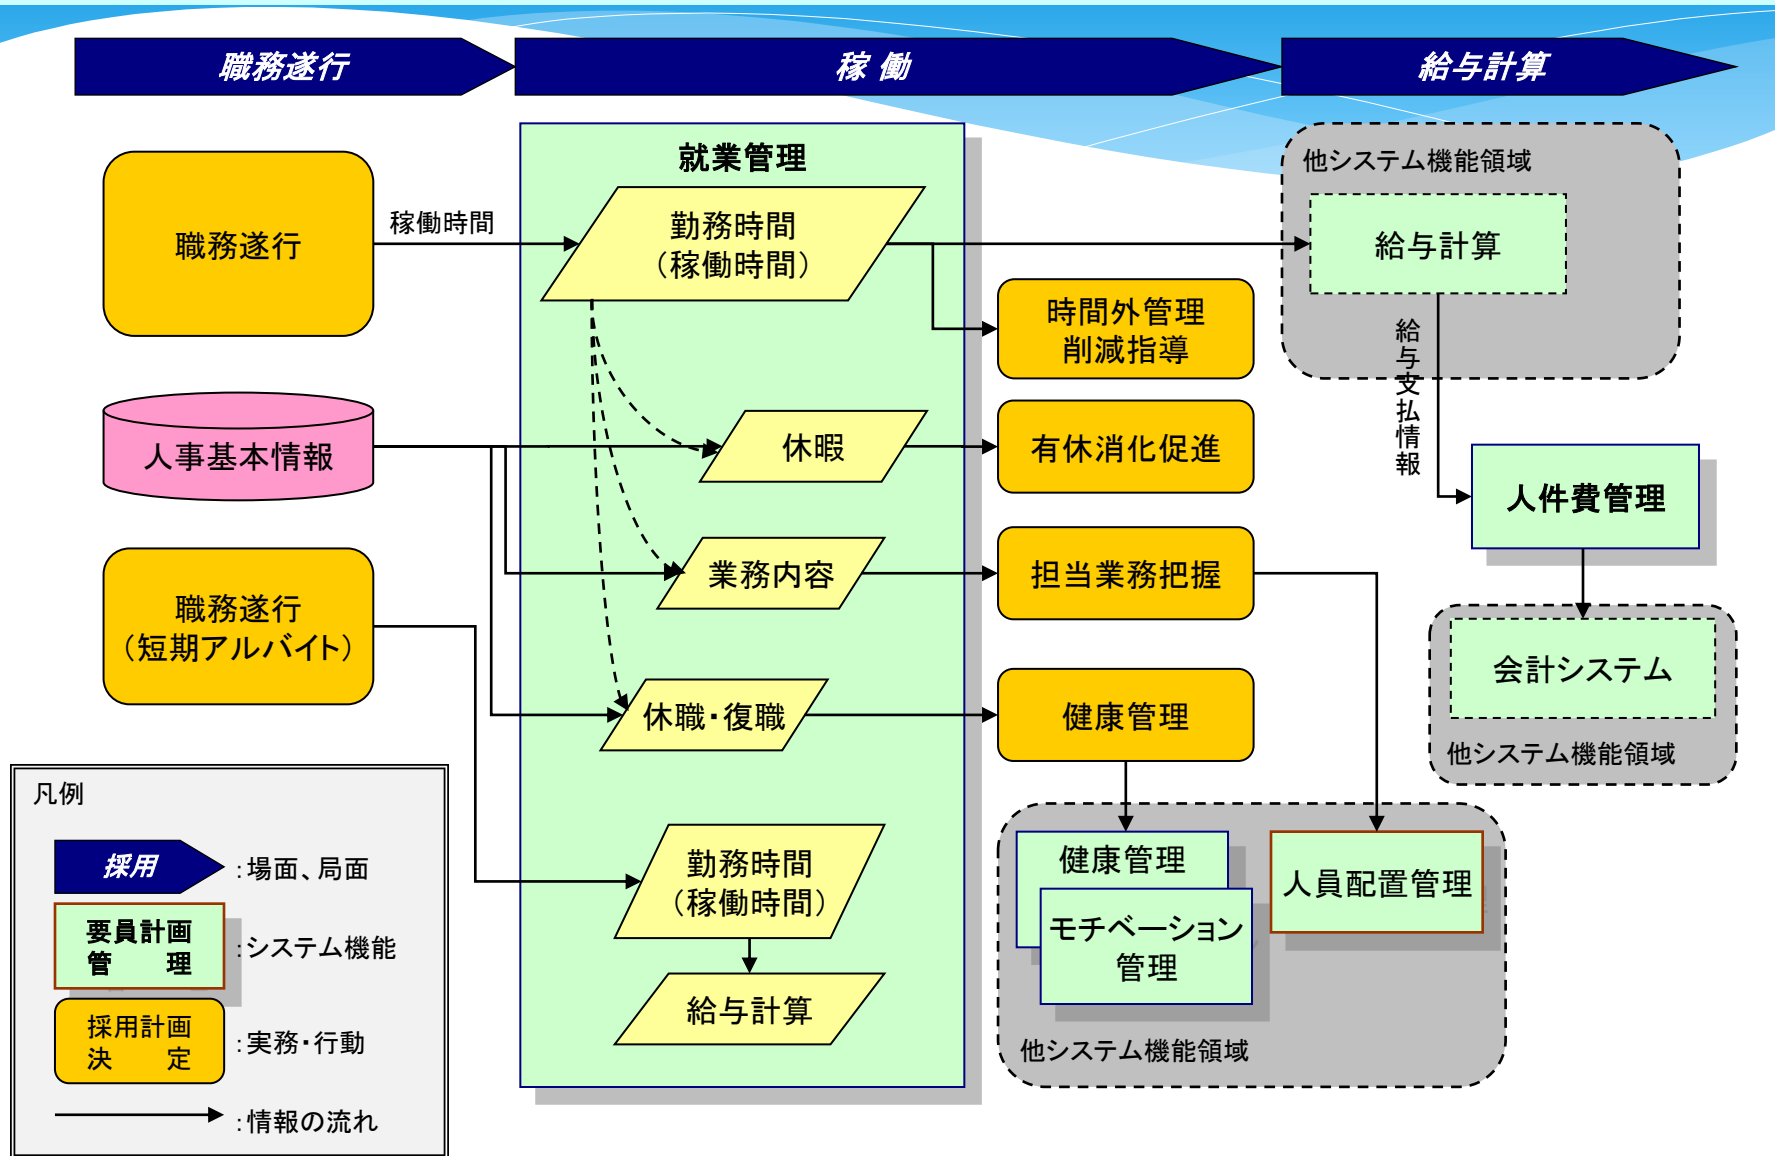 職務遂行
稼 働
給与計算
就業管理
他システム機能領域
職務遂行
稼働時間
勤務時間
（稼働時間）
給与計算
時間外管理
削減指導
給与支払情報
人事基本情報
休暇
有休消化促進
人件費管理
業務内容
担当業務把握
職務遂行
（短期アルバイト）
会計システム
他システム機能領域
休職・復職
健康管理
勤務時間
（稼働時間）
給与計算
健康管理
モチベーション
管理
人員配置管理
他システム機能領域
凡例
採用
：場面、局面
要員計画
管　　理
：システム機能
採用計画
決　　定
：実務・行動
：情報の流れ